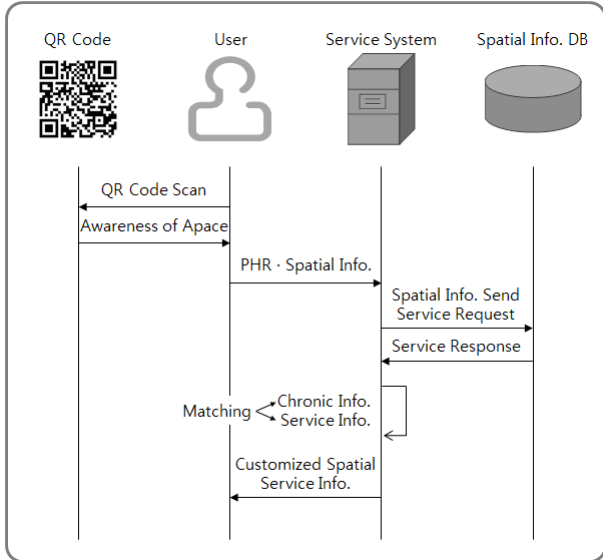 QR Code
User
Service System
Spatial Info. DB
QR Code Scan
Awareness of Apace
PHR · Spatial Info.
Spatial Info. Send
Service Request
Service Response
Matching
Chronic Info.
Service Info.
Customized Spatial
Service Info.